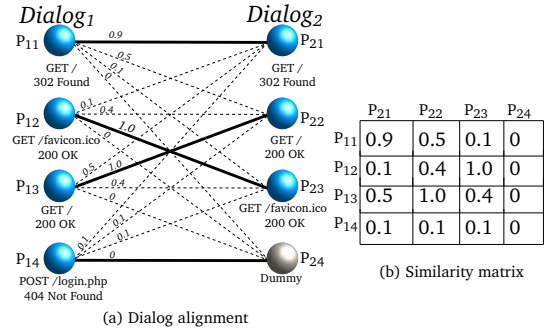 Dialog1 Dialog2
P11 0.9 P21
0.5
0.1
0
GET /
302 Found
GET /
302 Found
P12 0.1 0.4 1.0 P22
GET /favicon.ico
200 OK
GET /
200 OK
P13 0.5 1.0 0.4 0 P23
GET /
200 OK
GET /favicon.ico
200 OK
P14 0.1 0.1 0.1 0 P24
POST /login.php
404 Not Found
Dummy
(a) Dialog alignment
P21 P22 P23 P24
P11 0.9 0.5 0.1 0
P12 0.1 0.4 1.0 0
P13 0.5 1.0 0.4 0
P14 0.1 0.1 0.1 0
(b) Similarity matrix